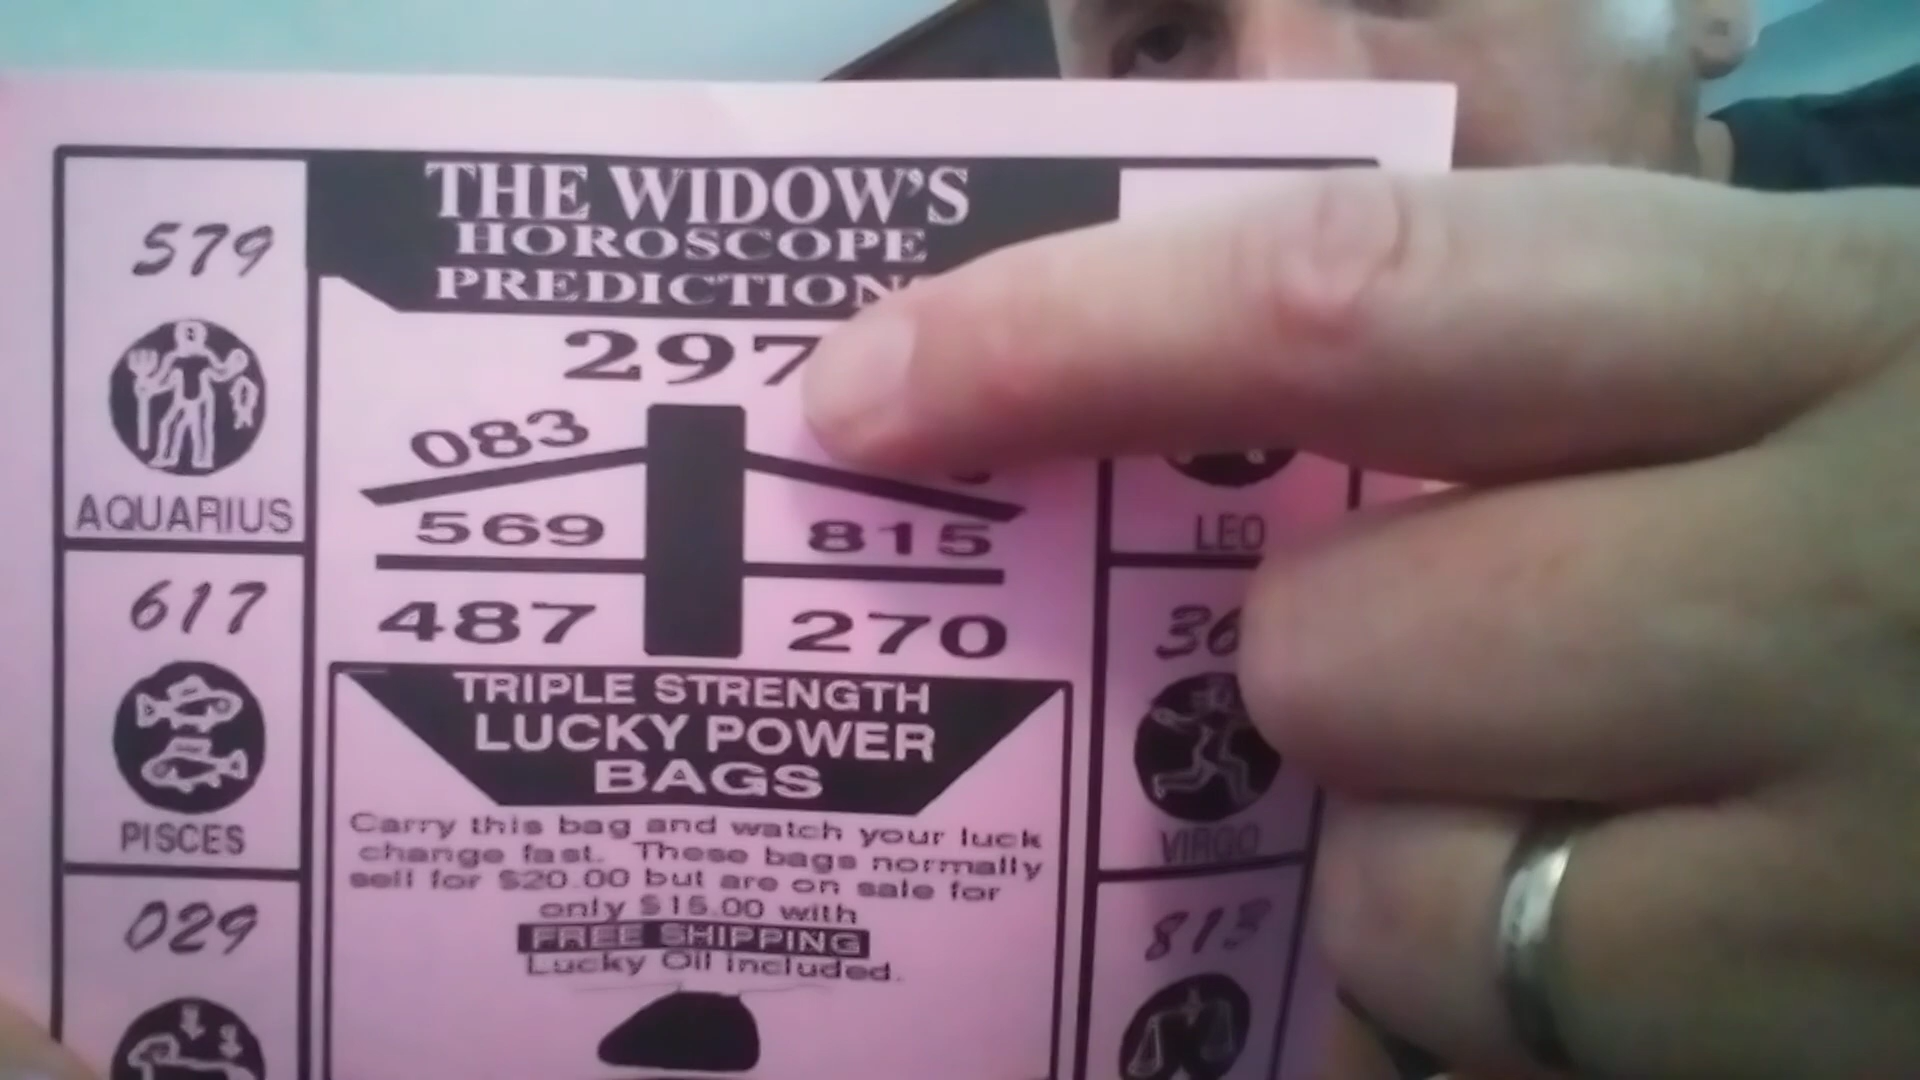 THE WIDOW'S
HOROSCOPE
579
297
083
AQUARIUS
569
815
LEO
617
487
270
TRIPLE STRENGTH
LUCKY POWER
BAGS
PISCES
VIRGO
Carry this bag and watch your luck
change fast. These bags normally
sell for $20.00 but are on sale for
only $15.00 with
FREE SHIPPING
Lucky Oil included.
029
813